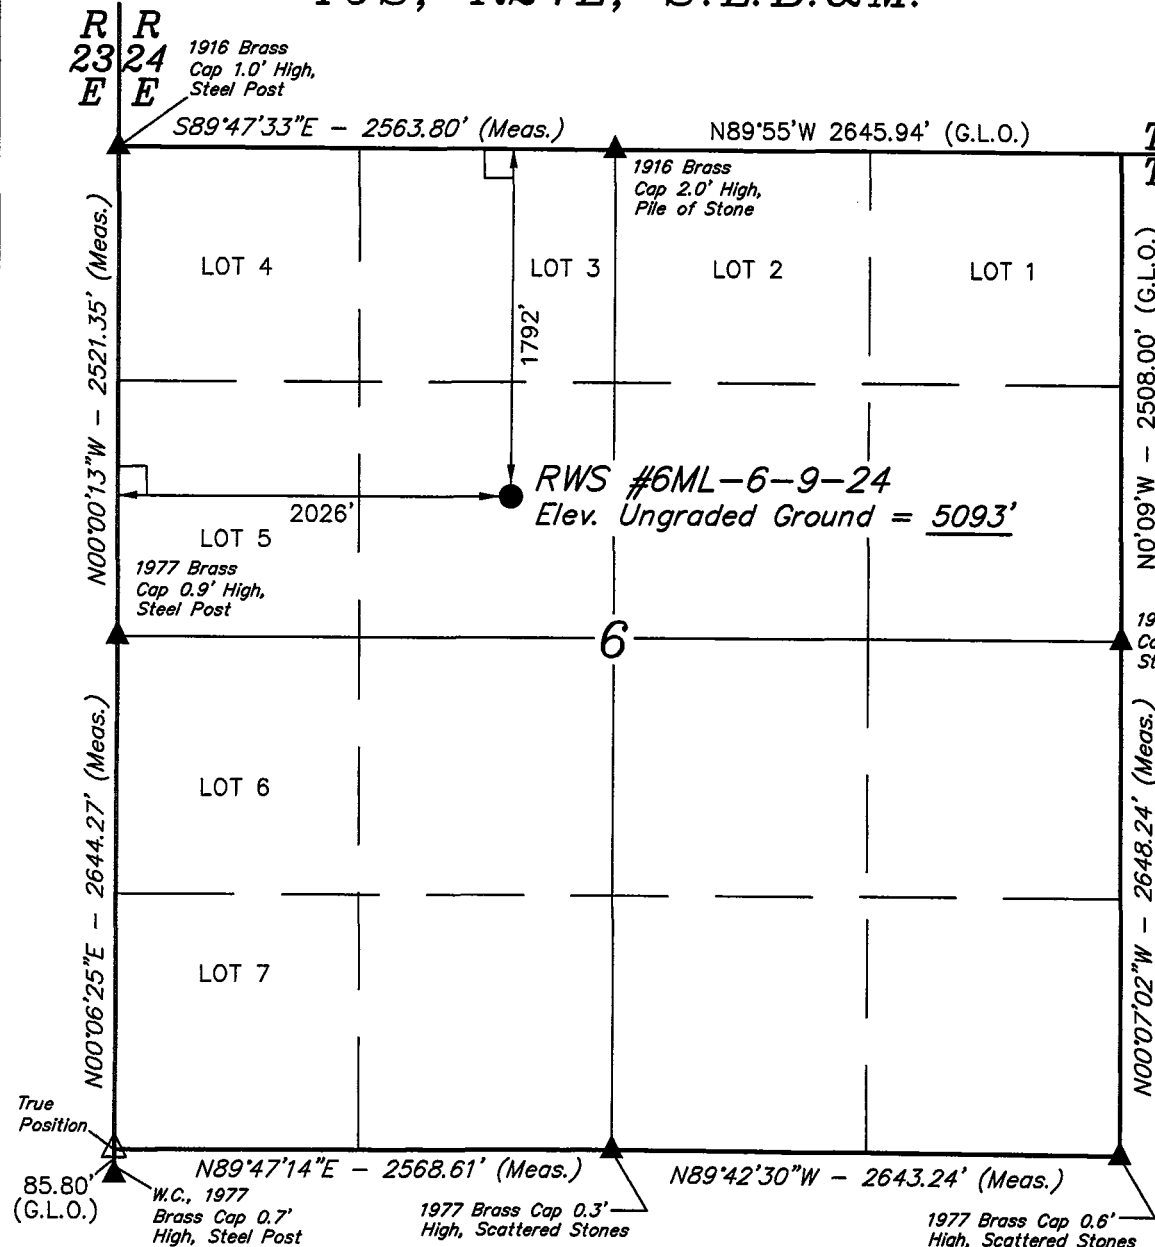 R R
23 24
E E
1916 Brass
Cap 1.0' High,
Steel Post
S89°47'33"E - 2563.80' (Meas.)
N89°55'W 2645.94' (G.L.O.)
1916 Brass
Cap 2.0' High,
Pile of Stone
N00°00'13"W - 2521.35' (Meas.)
LOT 4
LOT 3
LOT 2
LOT 1
N0°09'W - 2508.00' (G.L.O.)
1792'
RWS #6ML-6-9-24
Elev. Ungraded Ground = 5093'
2026'
LOT 5
1977 Brass
Cap 0.9' High,
Steel Post
6
N00°06'25"E - 2644.27' (Meas.)
LOT 6
N00°07'02"W - 2648.24' (Meas.)
LOT 7
True
Position
N89°47'14"E - 2568.61' (Meas.)
N89°42'30"W - 2643.24' (Meas.)
85.80'
(G.L.O.)
W.C., 1977
Brass Cap 0.7'
High, Steel Post
1977 Brass Cap 0.3'
High, Scattered Stones
1977 Brass Cap 0.6'
High, Scattered Stones